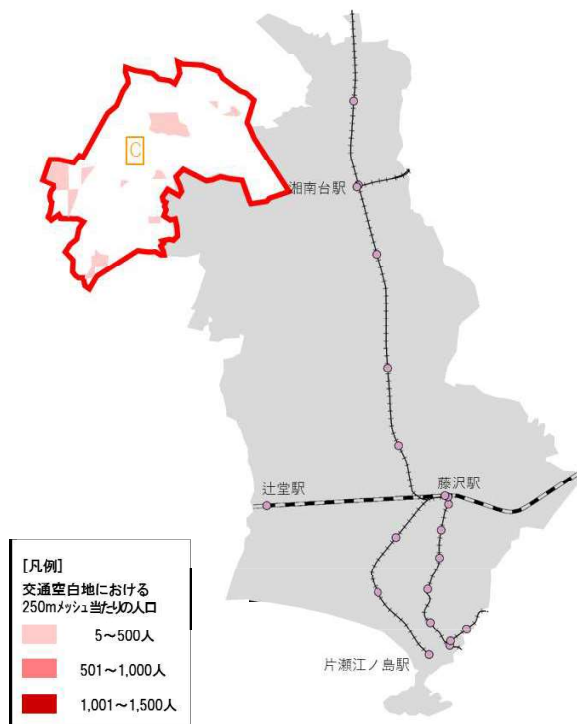 C
湘南台駅
辻堂駅
藤沢駅
片瀬江ノ島駅
[凡例]
交通空白地における
250mメッシュ当たりの人口
5～500人
501～1,000人
1,001～1,500人